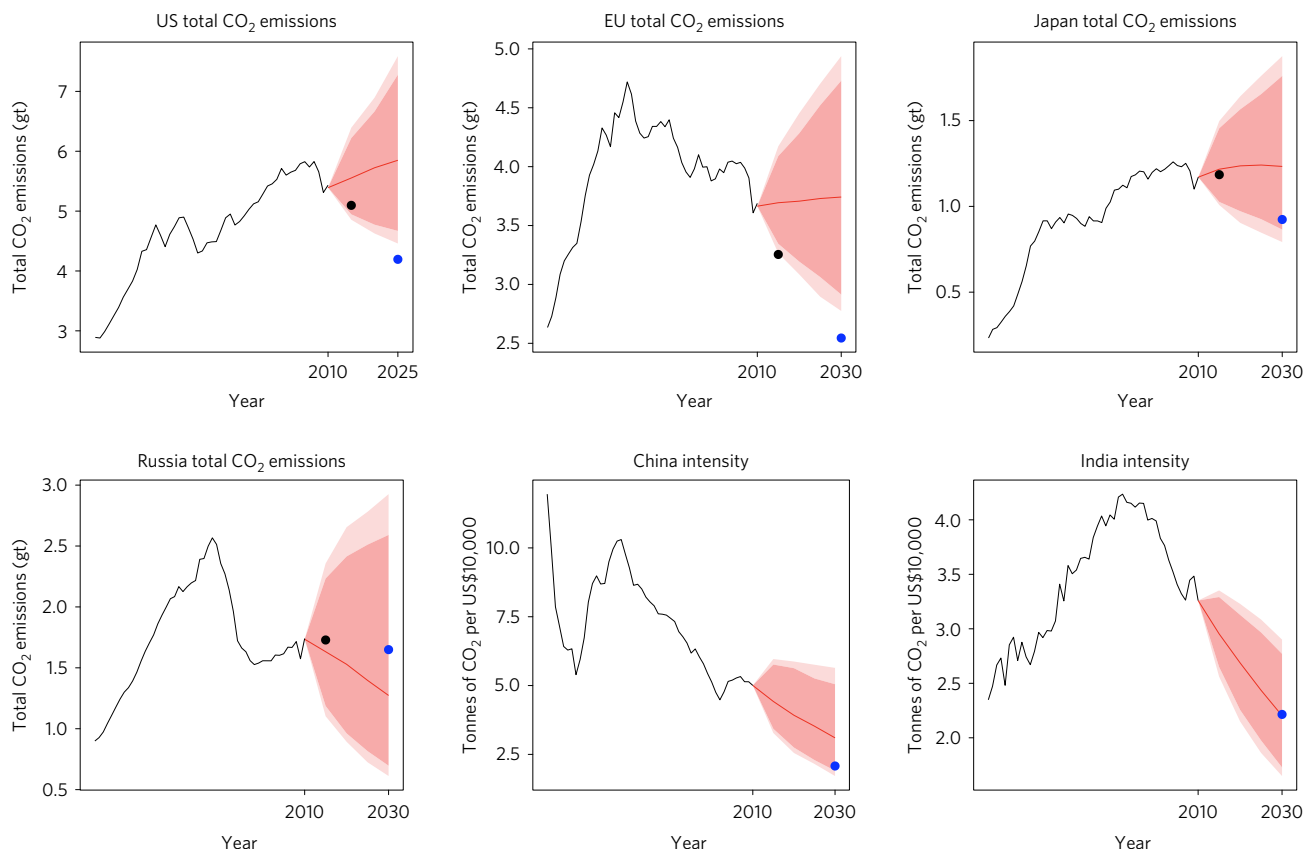 US total CO₂ emissions
Total CO₂ emissions (gt)
7
6
5
4
3
2010
2025
Year
EU total CO₂ emissions
Total CO₂ emissions (gt)
5.0
4.5
4.0
3.5
3.0
2.5
2010
2030
Year
Japan total CO₂ emissions
Total CO₂ emissions (gt)
1.5
1.0
0.5
2010
2030
Year
Russia total CO₂ emissions
Total CO₂ emissions (gt)
3.0
2.5
2.0
1.5
1.0
0.5
2010
2030
Year
China intensity
Tonnes of CO₂ per US$10,000
10.0
7.5
5.0
2.5
2010
2030
Year
India intensity
Tonnes of CO₂ per US$10,000
4.0
3.5
3.0
2.5
2.0
2010
2030
Year